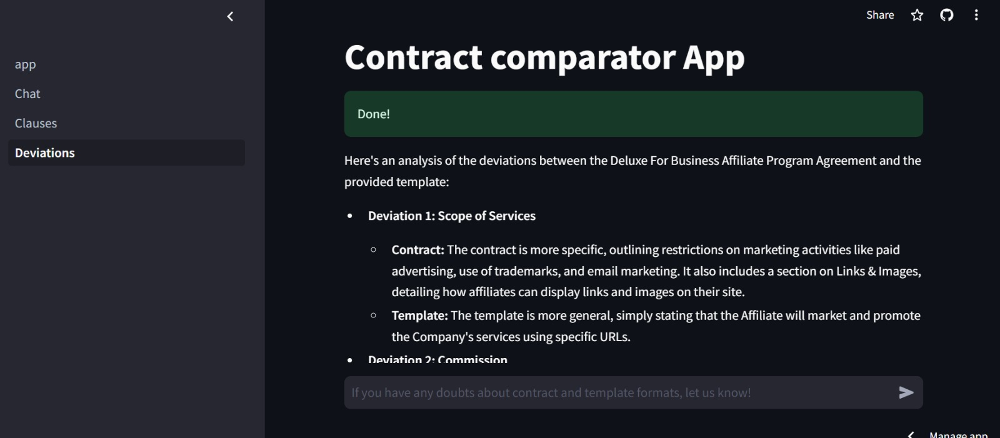 Share
app
Chat
Clauses
Deviations
Contract comparator App
Done!
Here's an analysis of the deviations between the Deluxe For Business Affiliate Program Agreement and the
provided template:
Deviation 1: Scope of Services
Contract: The contract is more specific, outlining restrictions on marketing activities like paid
advertising, use of trademarks, and email marketing. It also includes a section on Links & Images,
detailing how affiliates can display links and images on their site.
Template: The template is more general, simply stating that the Affiliate will market and promote
the Company's services using specific URLs.
Deviation 2: Commission
If you have any doubts about contract and template formats, let us know!
Manage app